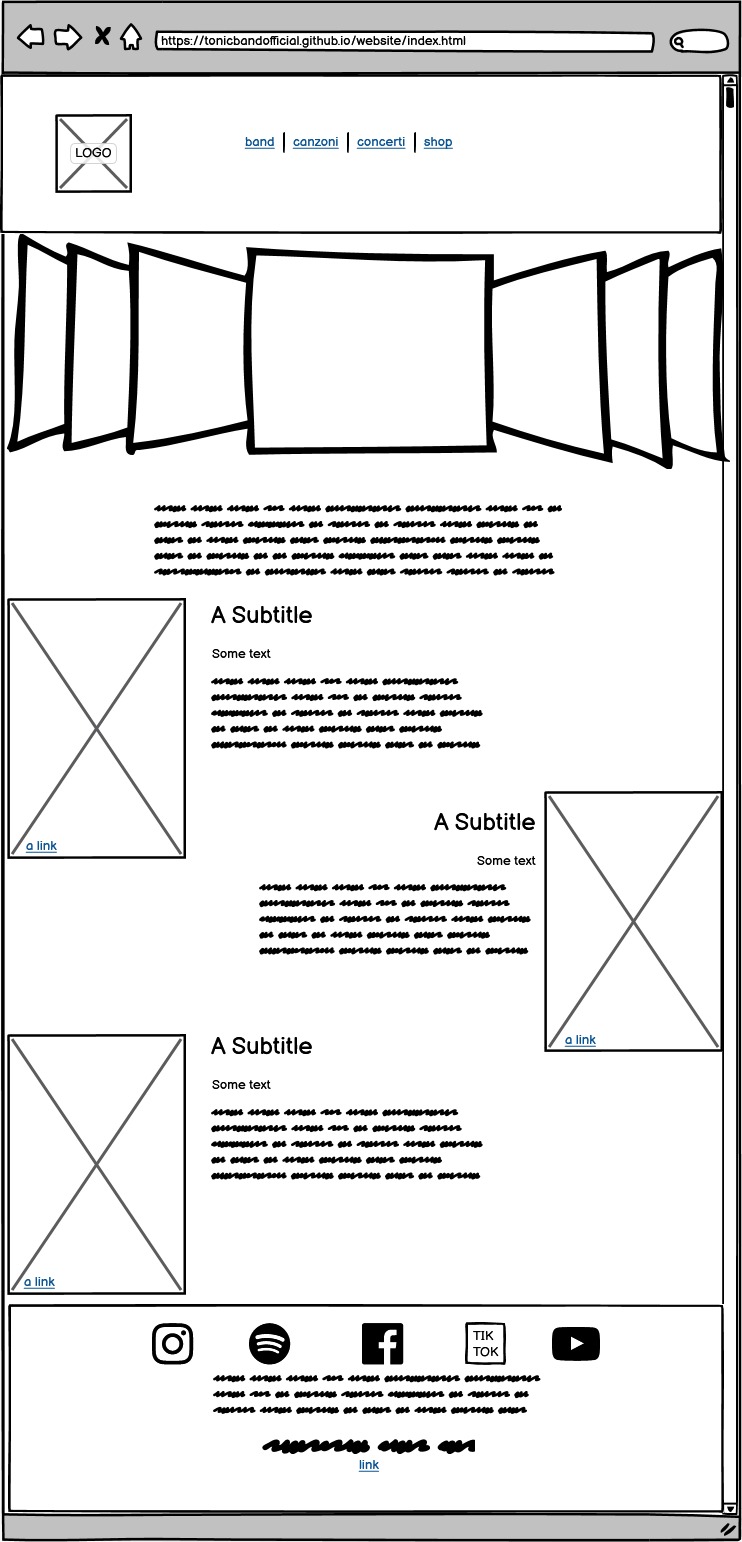 https://tonicbandofficial.github.io/website/index.html
LOGO
band canzoni concerti shop
A Subtitle
Some text
a link
A Subtitle
Some text
a link
A Subtitle
Some text
a link
TIK
TOK
link